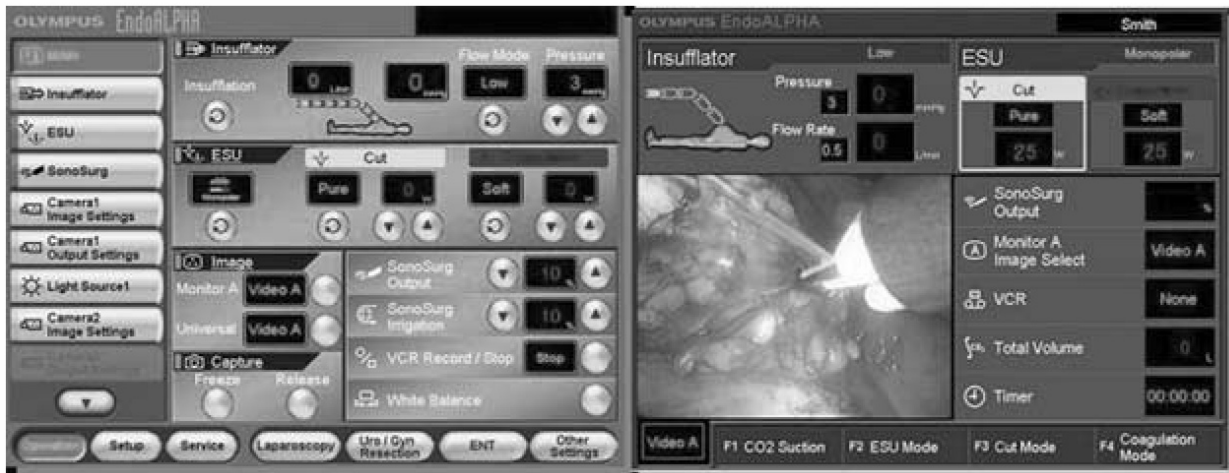 OLYMPUS EndoALPHA
Insufflator
ESU
SonoSurg
Camera1
Image Settings
Camera1
Output Settings
Light Source1
Camera2
Image Settings
Insufflator
Flow Mode
Pressure
Insufflation
0 L/min
0 mmHg
Low
3 mmHg
ESU
Cut
Pure
0 W
Soft
0 W
Image
Monitor A
Video A
Universal
Video A
Capture
Freeze
Release
SonoSurg
Output
10 %
SonoSurg
Irrigation
10 %
VCR Record / Stop
Stop
White Balance
Setup
Service
Laparoscopy
Uro / Gyn
Resection
ENT
Other
Settings
OLYMPUS EndoALPHA
Smith
Insufflator
Low
Pressure
3
0 mmHg
Flow Rate
0.5
0 L/min
ESU
Monopolar
Cut
Pure
25 W
Soft
25 W
SonoSurg
Output
%
Monitor A
Image Select
Video A
VCR
None
Total Volume
0 L
Timer
00:00:00
Video A
F1 CO2 Suction
F2 ESU Mode
F3 Cut Mode
F4 Coagulation
Mode